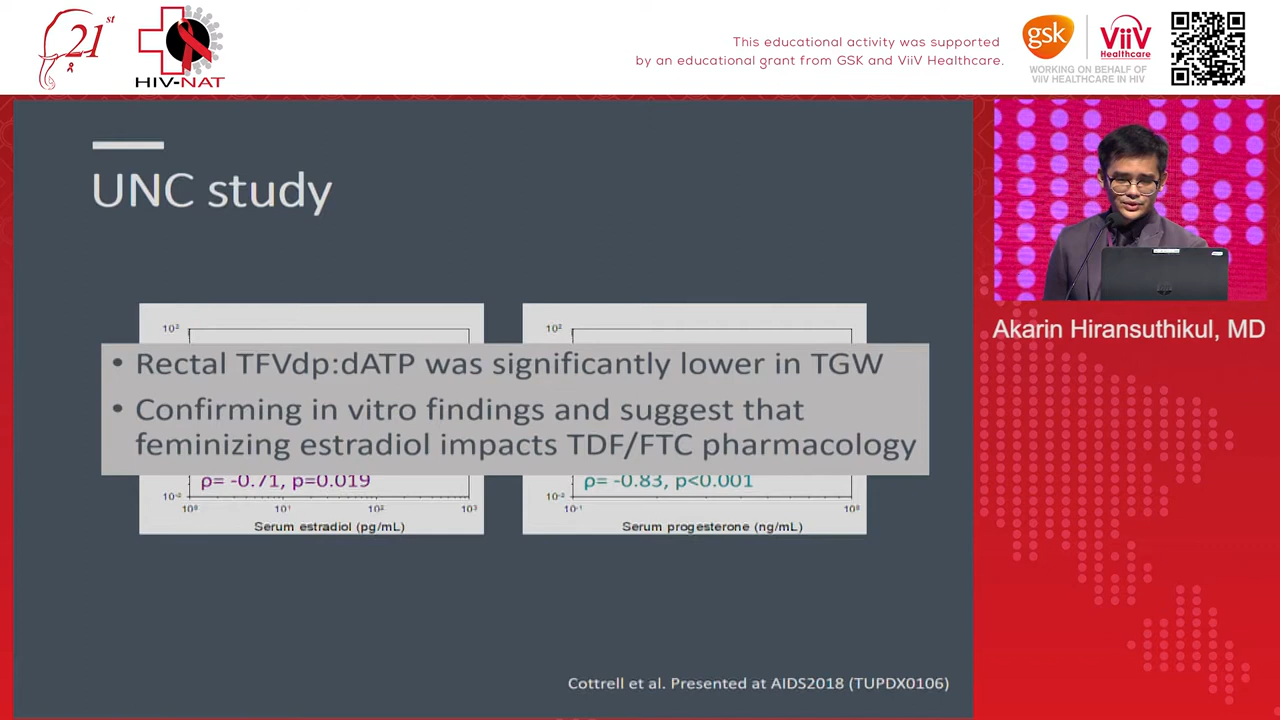 21st
HIV-NAT
This educational activity was supported
by an educational grant from GSK and ViiV Healthcare.
gsk
ViiV
Healthcare
WORKING ON BEHALF OF
VIIV HEALTHCARE IN HIV
UNC study
10²
10²
• Rectal TFVdp:dATP was significantly lower in TGW
• Confirming in vitro findings and suggest that
feminizing estradiol impacts TDF/FTC pharmacology
ρ= -0.71, p=0.019
ρ= -0.83, p<0.001
10⁻²
10⁰ 10¹ 10² 10³
Serum estradiol (pg/mL)
10⁻²
10⁻¹ 10⁰
Serum progesterone (ng/mL)
Cottrell et al. Presented at AIDS2018 (TUPDX0106)
Akarin Hiransuthikul, MD